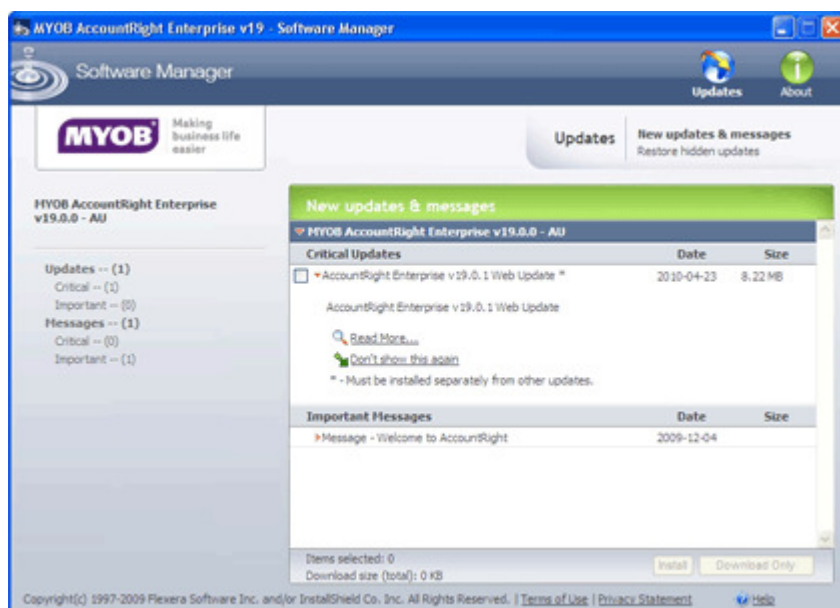 MYOB AccountRight Enterprise v19 - Software Manager
Software Manager
Updates
About
MYOB
Making
business life
easier
Updates
New updates & messages
Restore hidden updates
MYOB AccountRight Enterprise
v19.0.0 - AU
Updates -- (1)
Critical -- (1)
Important -- (0)
Messages -- (1)
Critical -- (0)
Important -- (1)
New updates & messages
MYOB AccountRight Enterprise v19.0.0 - AU
Critical Updates Date Size
AccountRight Enterprise v19.0.1 Web Update * 2010-04-23 8.22 MB
AccountRight Enterprise v19.0.1 Web Update
Read More...
Don't show this again
* - Must be installed separately from other updates.
Important Messages Date Size
Message - Welcome to AccountRight 2009-12-04
Items selected: 0
Download size (total): 0 KB
Install
Download Only
Copyright(c) 1997-2009 Flexera Software Inc. and/or InstallShield Co. Inc. All Rights Reserved. | Terms of Use | Privacy Statement
Help